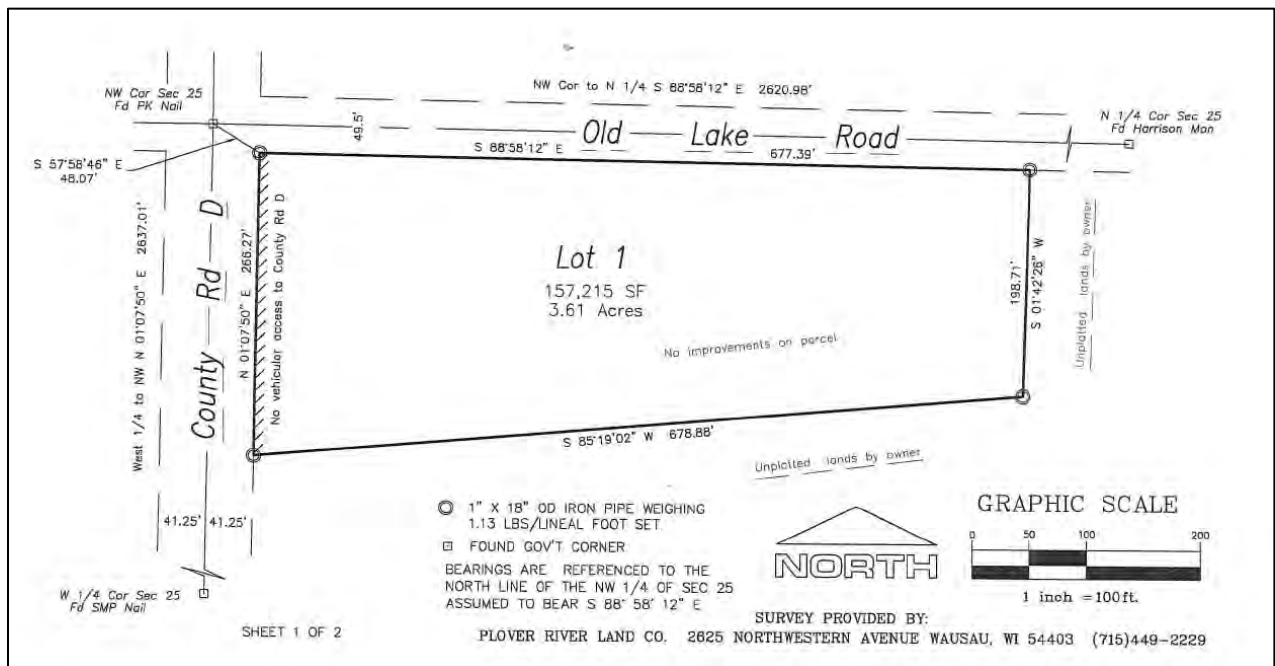 NW Cor to N 1/4 S 88°58'12" E 2620.98'
NW Cor Sec 25
Fd PK Nail
N 1/4 Cor Sec 25
Fd Harrison Mon
49.5'
Old Lake Road
S 88°58'12" E 677.39'
S 57°58'46" E
48.07'
West 1/4 to NW N 01°07'50" E 2637.01'
County Rd D
N 01°07'50" E 266.27'
No vehicular access to County Rd D
Lot 1
157,215 SF
3.61 Acres
No improvements on parcel
198.71'
S 01°42'26" W
Unplatted lands by owner
S 85°19'02" W 678.88'
Unplatted lands by owner
41.25' 41.25'
W 1/4 Cor Sec 25
Fd SMP Nail
1" X 18" OD IRON PIPE WEIGHING
1.13 LBS/LINEAL FOOT SET
FOUND GOV'T CORNER
BEARINGS ARE REFERENCED TO THE
NORTH LINE OF THE NW 1/4 OF SEC 25
ASSUMED TO BEAR S 88° 58' 12" E
NORTH
GRAPHIC SCALE
0 50 100 200
1 inch =100ft.
SHEET 1 OF 2
SURVEY PROVIDED BY:
PLOVER RIVER LAND CO. 2625 NORTHWESTERN AVENUE WAUSAU, WI 54403 (715)449-2229